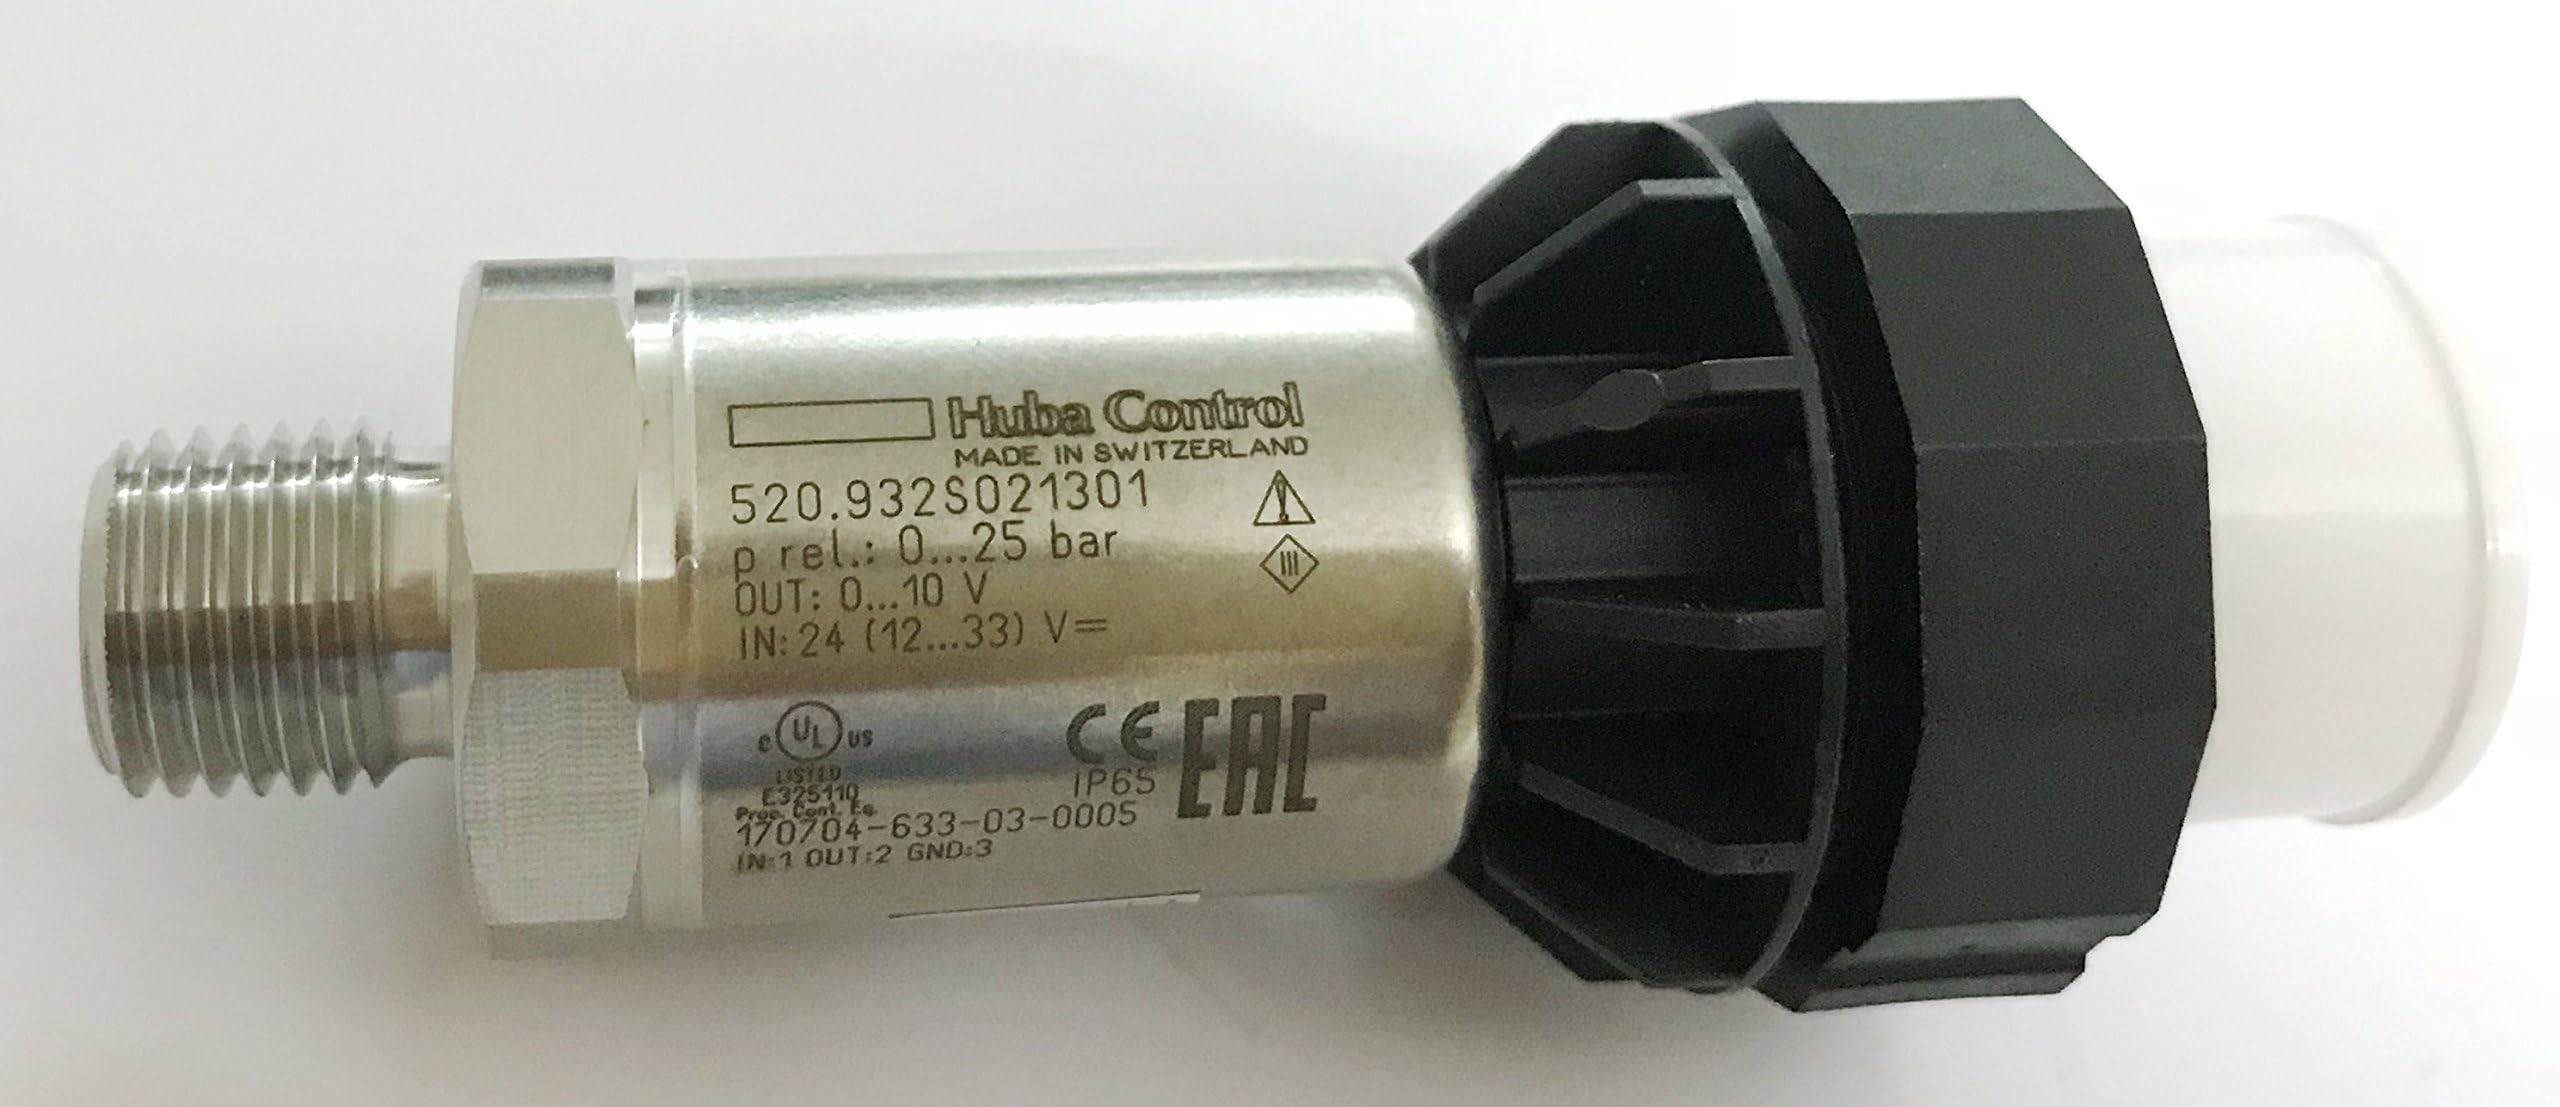 Huba Control
MADE IN SWITZERLAND
520.932S021301
p rel.: 0...25 bar
OUT: 0...10 V
IN: 24 (12...33) V=
c UL us
LISTED
E325110
Proc. Cont. Eq.
CE
IP65
EAC
170704-633-03-0005
IN:1 OUT:2 GND:3